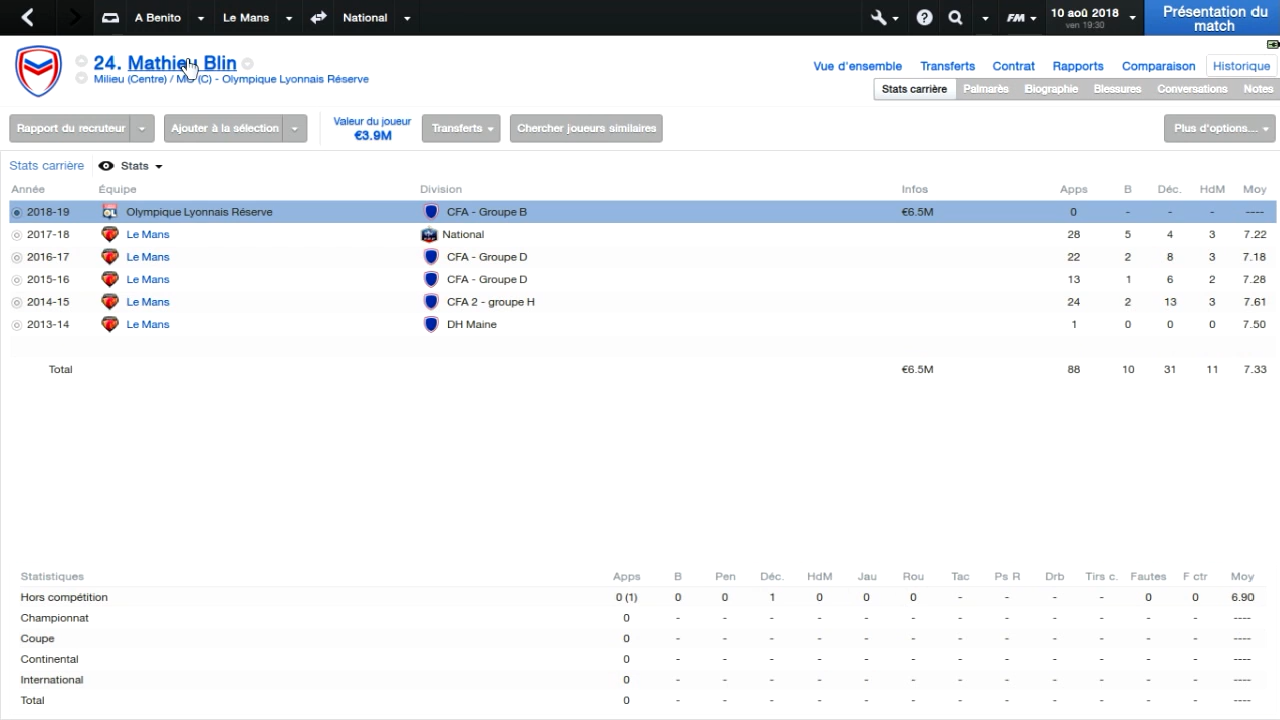 A Benito Le Mans National FM 10 aoû 2018 ven 19:30 Présentation du match
24. Mathieu Blin
Milieu (Centre) / MO (C) - Olympique Lyonnais Réserve
Vue d'ensemble Transferts Contrat Rapports Comparaison Historique
Stats carrière Palmarès Biographie Blessures Conversations Notes
Rapport du recruteur Ajouter à la sélection Valeur du joueur €3.9M Transferts Chercher joueurs similaires Plus d'options...
Stats carrière Stats
Année Équipe Division Infos Apps B Déc. HdM Moy
2018-19 Olympique Lyonnais Réserve CFA - Groupe B €6.5M 0 - - - ----
2017-18 Le Mans National 28 5 4 3 7.22
2016-17 Le Mans CFA - Groupe D 22 2 8 3 7.18
2015-16 Le Mans CFA - Groupe D 13 1 6 2 7.28
2014-15 Le Mans CFA 2 - groupe H 24 2 13 3 7.61
2013-14 Le Mans DH Maine 1 0 0 0 7.50
Total €6.5M 88 10 31 11 7.33
Statistiques Apps B Pen Déc. HdM Jau Rou Tac Ps R Drb Tirs c. Fautes F ctr Moy
Hors compétition 0 (1) 0 0 1 0 0 0 - - - - 0 0 6.90
Championnat 0 - - - - - - - - - - - - ----
Coupe 0 - - - - - - - - - - - - ----
Continental 0 - - - - - - - - - - - - ----
International 0 - - - - - - - - - - - - ----
Total 0 - - - - - - - - - - - - ----